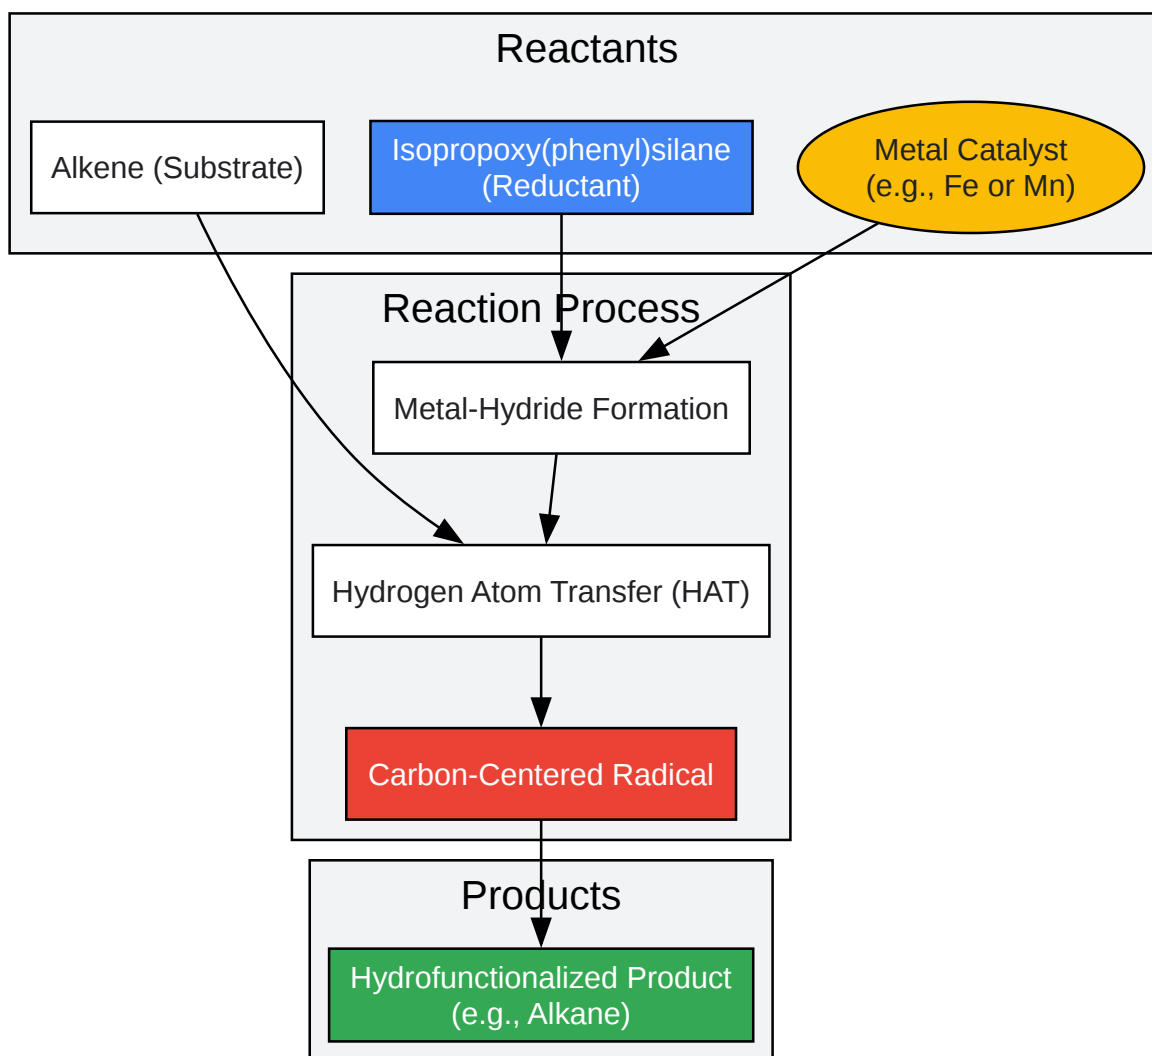 Reactants
Alkene (Substrate)
Isopropoxy(phenyl)silane
(Reductant)
Metal Catalyst
(e.g., Fe or Mn)
Reaction Process
Metal-Hydride Formation
Hydrogen Atom Transfer (HAT)
Carbon-Centered Radical
Products
Hydrofunctionalized Product
(e.g., Alkane)